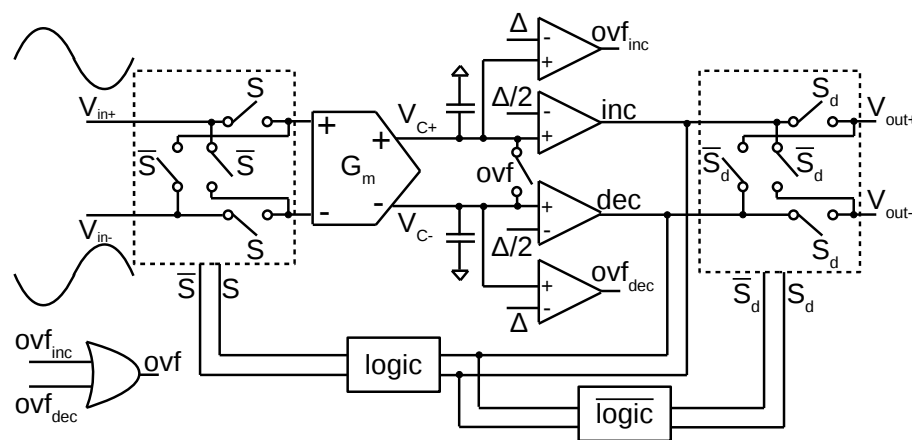 Δ
-
+
ovf_inc
V_in+
S
S̅
S̅
V_in-
S
S̅
S
+
-
+
-
G_m
V_C+
V_C-
Δ/2
-
+
inc
ovf
+
-
dec
Δ/2
+
-
ovf_dec
Δ
S_d
V_out+
S̅_d
S̅_d
V_out-
S_d
S̅_d
S_d
ovf_inc
ovf
ovf_dec
logic
l̅o̅g̅i̅c̅